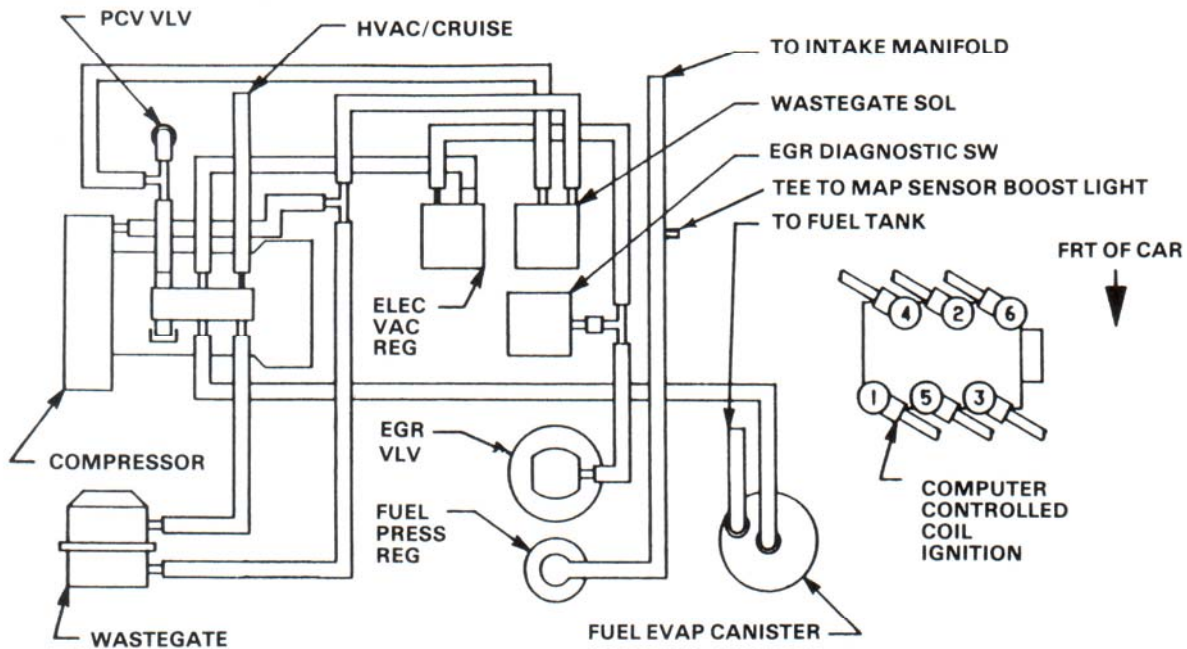 PCV VLV
HVAC/CRUISE
TO INTAKE MANIFOLD
WASTEGATE SOL
EGR DIAGNOSTIC SW
TEE TO MAP SENSOR BOOST LIGHT
TO FUEL TANK
FRT OF CAR
ELEC
VAC
REG
4 2 6
1 5 3
COMPRESSOR
EGR
VLV
COMPUTER
CONTROLLED
COIL
IGNITION
FUEL
PRESS
REG
WASTEGATE
FUEL EVAP CANISTER